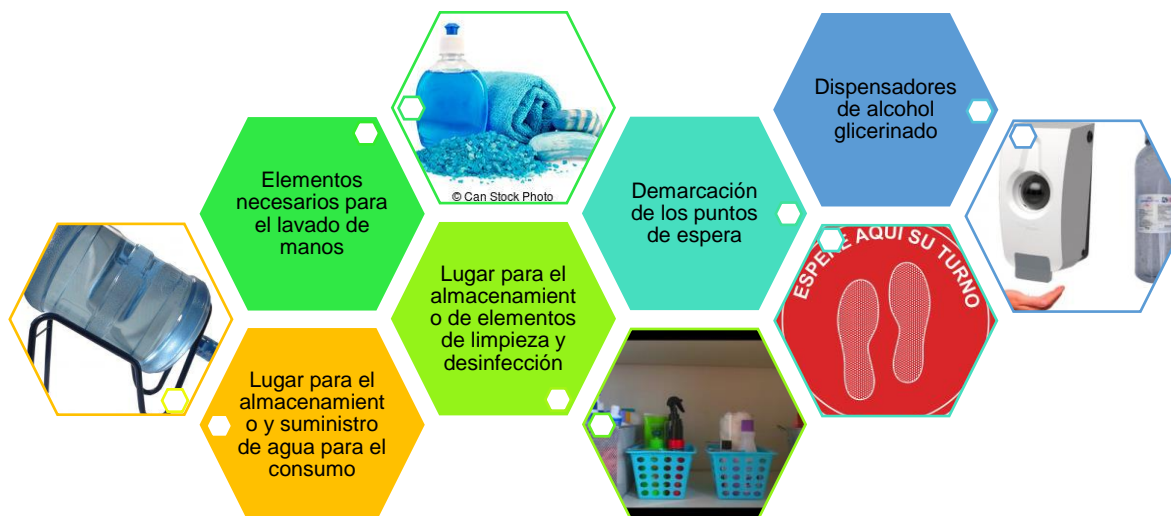 Elementos
necesarios para
el lavado de
manos
© Can Stock Photo
Demarcación
de los puntos
de espera
Dispensadores
de alcohol
glicerinado
Lugar para el
almacenamient
o y suministro
de agua para el
consumo
Lugar para el
almacenamient
o de elementos
de limpieza y
desinfección
ESPERE AQUÍ SU TURNO